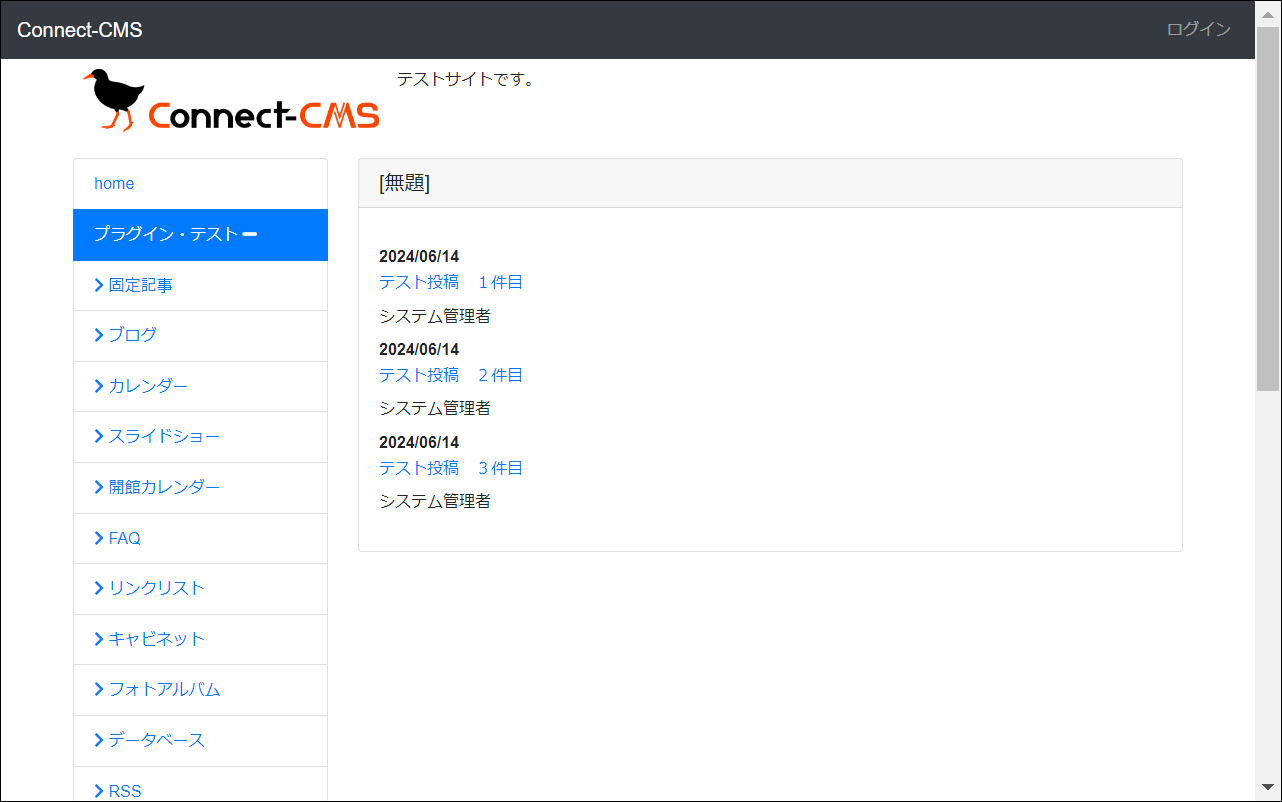 Connect-CMS
ログイン
Connect-CMS
テストサイトです。
home
プラグイン・テスト
固定記事
ブログ
カレンダー
スライドショー
開館カレンダー
FAQ
リンクリスト
キャビネット
フォトアルバム
データベース
RSS
[無題]
2024/06/14
テスト投稿　１件目
システム管理者
2024/06/14
テスト投稿　２件目
システム管理者
2024/06/14
テスト投稿　３件目
システム管理者